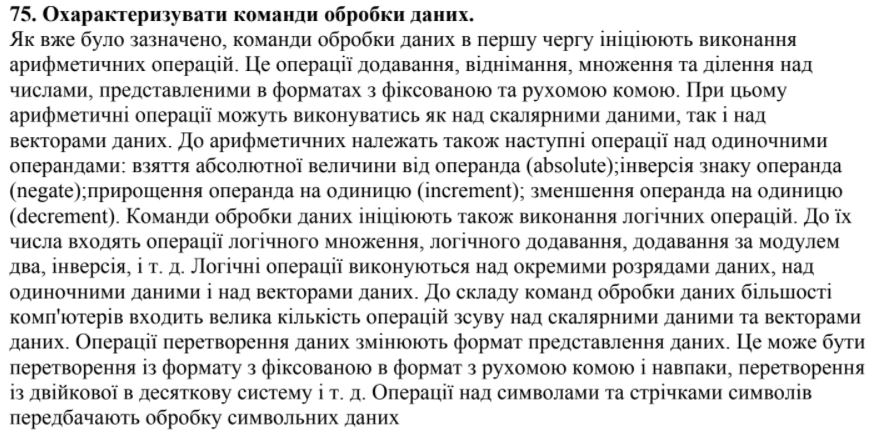 75. Охарактеризувати команди обробки даних.
Як вже було зазначено, команди обробки даних в першу чергу ініціюють виконання
арифметичних операцій. Це операції додавання, віднімання, множення та ділення над
числами, представленими в форматах з фіксованою та рухомою комою. При цьому
арифметичні операції можуть виконуватись як над скалярними даними, так і над
векторами даних. До арифметичних належать також наступні операції над одиночними
операндами: взяття абсолютної величини від операнда (absolute);інверсія знаку операнда
(negate);прирощення операнда на одиницю (increment); зменшення операнда на одиницю
(decrement). Команди обробки даних ініціюють також виконання логічних операцій. До їх
числа входять операції логічного множення, логічного додавання, додавання за модулем
два, інверсія, і т. д. Логічні операції виконуються над окремими розрядами даних, над
одиночними даними і над векторами даних. До складу команд обробки даних більшості
комп'ютерів входить велика кількість операцій зсуву над скалярними даними та векторами
даних. Операції перетворення даних змінюють формат представлення даних. Це може бути
перетворення із формату з фіксованою в формат з рухомою комою і навпаки, перетворення
із двійкової в десяткову систему і т. д. Операції над символами та стрічками символів
передбачають обробку символьних даних